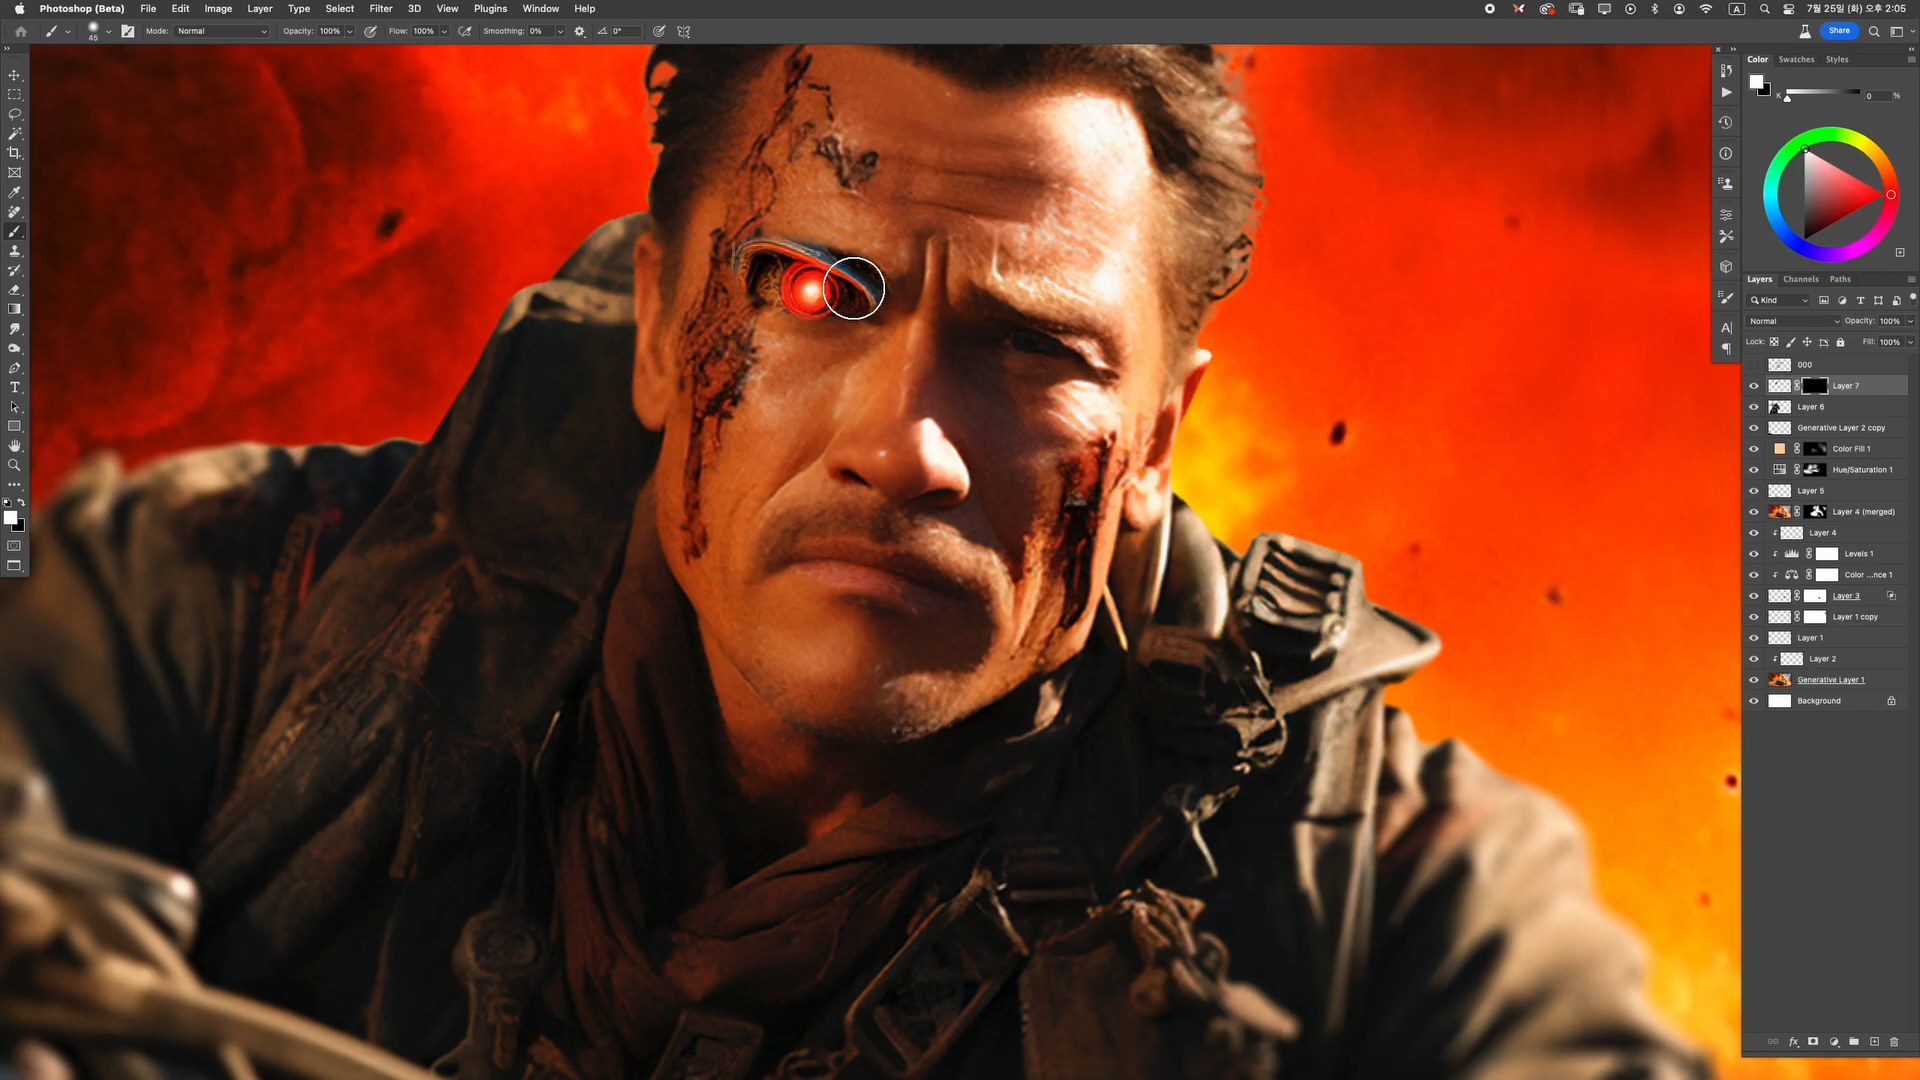 Photoshop (Beta) File Edit Image Layer Type Select Filter 3D View Plugins Window Help A 7월 25일 (화) 오후 2:05
45 Mode: Normal Opacity: 100% Flow: 100% Smoothing: 0% 0° Share
Color Swatches Styles
K 0 %
Layers Channels Paths
Kind
Normal Opacity: 100%
Lock: Fill: 100%
000
Layer 7
Layer 6
Generative Layer 2 copy
Color Fill 1
Hue/Saturation 1
Layer 5
Layer 4 (merged)
Layer 4
Levels 1
Color ...nce 1
Layer 3
Layer 1 copy
Layer 1
Layer 2
Generative Layer 1
Background
fx